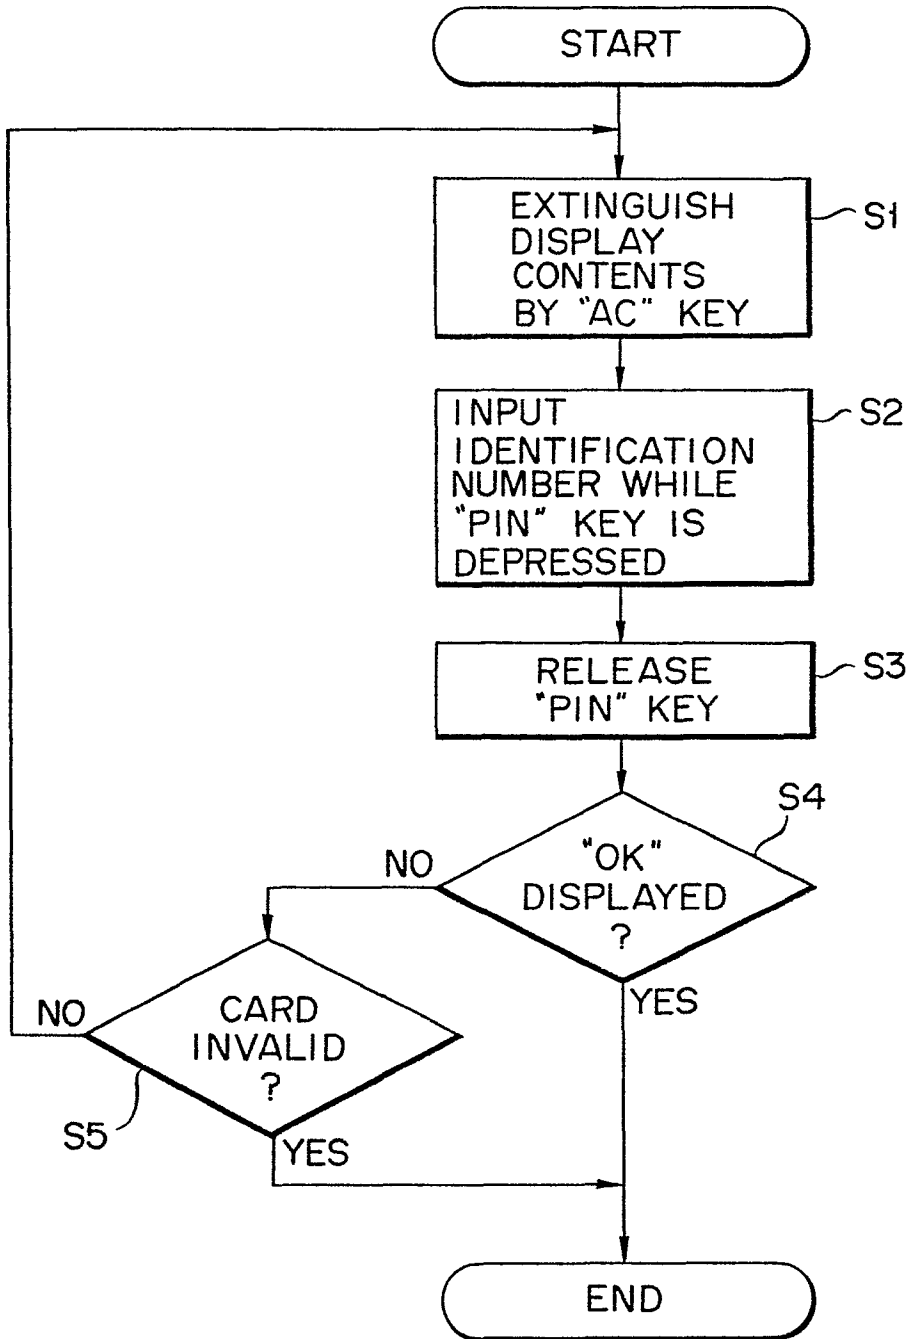 START
EXTINGUISH
DISPLAY
CONTENTS
BY "AC" KEY
S1
INPUT
IDENTIFICATION
NUMBER WHILE
"PIN" KEY IS
DEPRESSED
S2
RELEASE
"PIN" KEY
S3
S4
"OK"
DISPLAYED
?
NO
YES
CARD
INVALID
?
NO
S5
YES
END